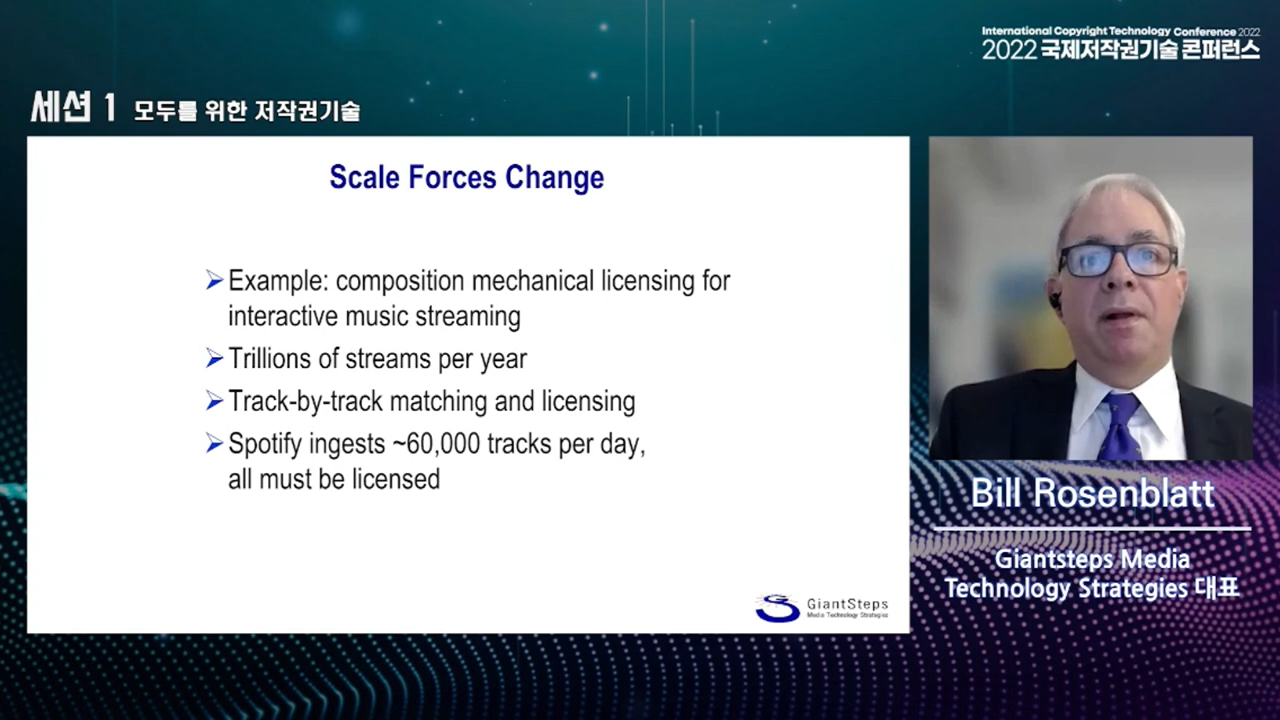 International Copyright Technology Conference 2022
2022 국제저작권기술 콘퍼런스
세션 1 모두를 위한 저작권기술
Scale Forces Change
Example: composition mechanical licensing for
interactive music streaming
Trillions of streams per year
Track-by-track matching and licensing
Spotify ingests ~60,000 tracks per day,
all must be licensed
GiantSteps
Media Technology Strategies
Bill Rosenblatt
Giantsteps Media
Technology Strategies 대표